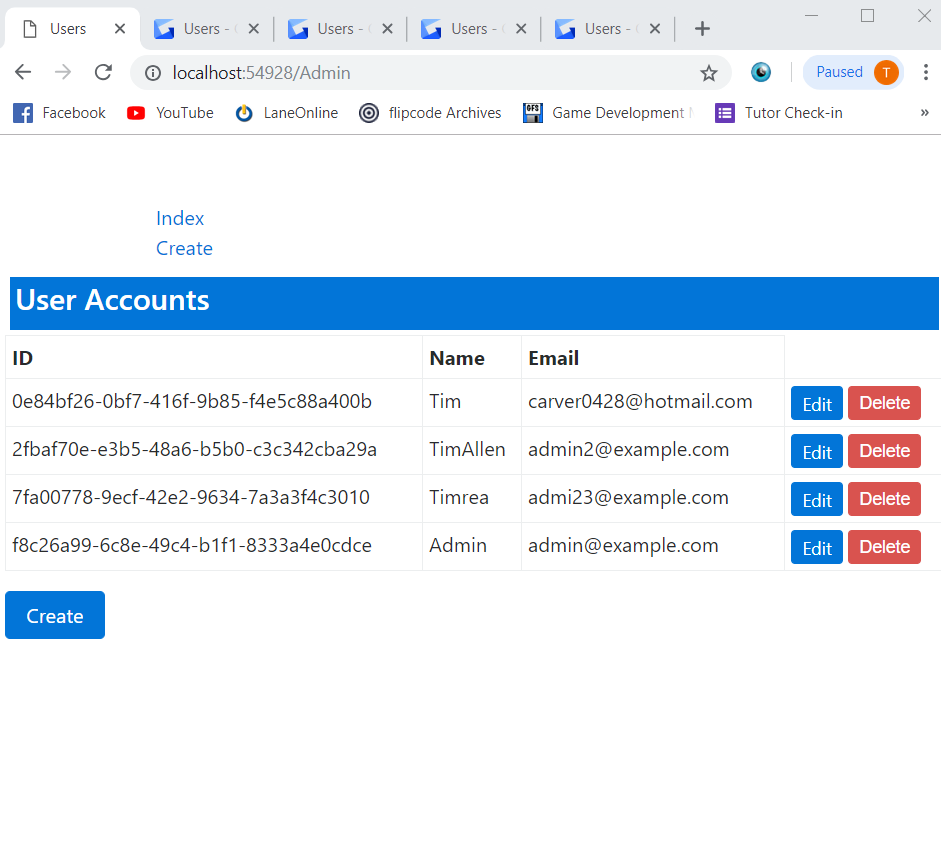 Users
Users -
Users -
Users -
Users -
localhost:54928/Admin
Paused
T
Facebook
YouTube
LaneOnline
flipcode Archives
GFS
Game Development
Tutor Check-in
»
Index
Create
User Accounts
ID Name Email
0e84bf26-0bf7-416f-9b85-f4e5c88a400b Tim carver0428@hotmail.com Edit Delete
2fbaf70e-e3b5-48a6-b5b0-c3c342cba29a TimAllen admin2@example.com Edit Delete
7fa00778-9ecf-42e2-9634-7a3a3f4c3010 Timrea admi23@example.com Edit Delete
f8c26a99-6c8e-49c4-b1f1-8333a4e0cdce Admin admin@example.com Edit Delete
Create